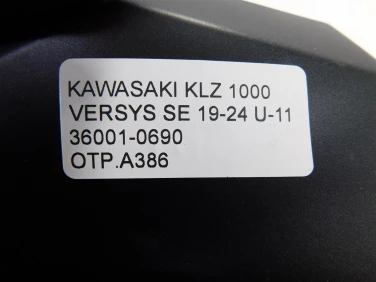 KAWASAKI KLZ 1000
VERSYS SE 19-24 U-11
36001-0690
OTP.A386